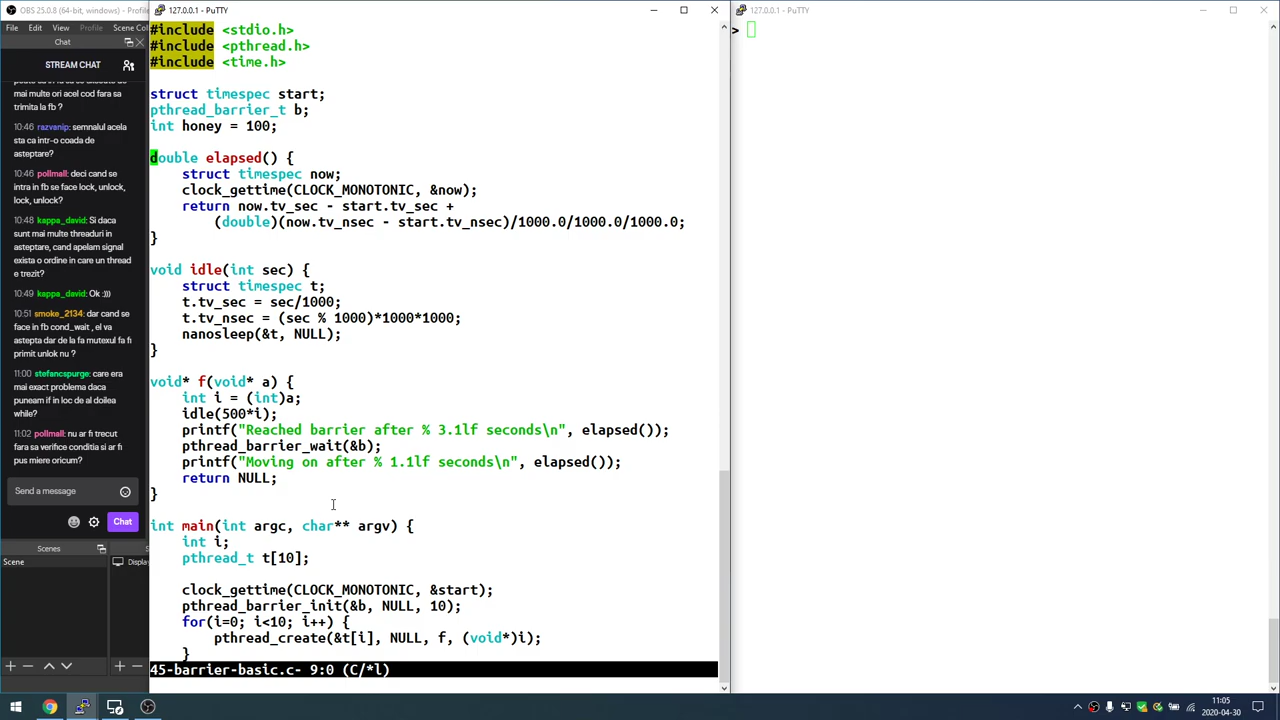 OBS 25.0.8 (64-bit, windows) - Profile
File Edit View Profile Scene Col
Chat
STREAM CHAT
mai multe ori acel cod fara sa
trimita la fb ?
10:46 razvanip: semnalul acela
sta ca intr-o coada de
asteptare?
10:46 pollmall: deci cand se
intra in fb se face lock, unlock,
lock, unlock?
10:48 kappa_david: Si daca
sunt mai multe threaduri in
asteptare, cand apelam signal
exista o ordine in care un thread
e trezit?
10:49 kappa_david: Ok :)))
10:51 smoke_2134: dar cand se
face in fb cond_wait , el va
astepta dar de la fa mutexul fa fi
primit unlok nu ?
11:00 stefancspurge: care era
mai exact problema daca
puneam if in loc de al doilea
while?
11:02 pollmall: nu ar fi trecut
fara sa verifice conditia si ar fi
pus miere oricum?
Send a message
Chat
Scenes
Scene
Display
127.0.0.1 - PuTTY
#include <stdio.h>
#include <pthread.h>
#include <time.h>
struct timespec start;
pthread_barrier_t b;
int honey = 100;
double elapsed() {
struct timespec now;
clock_gettime(CLOCK_MONOTONIC, &now);
return now.tv_sec - start.tv_sec +
(double)(now.tv_nsec - start.tv_nsec)/1000.0/1000.0/1000.0;
}
void idle(int sec) {
struct timespec t;
t.tv_sec = sec/1000;
t.tv_nsec = (sec % 1000)*1000*1000;
nanosleep(&t, NULL);
}
void* f(void* a) {
int i = (int)a;
idle(500*i);
printf("Reached barrier after % 3.1lf seconds\n", elapsed());
pthread_barrier_wait(&b);
printf("Moving on after % 1.1lf seconds\n", elapsed());
return NULL;
}
int main(int argc, char** argv) {
int i;
pthread_t t[10];
clock_gettime(CLOCK_MONOTONIC, &start);
pthread_barrier_init(&b, NULL, 10);
for(i=0; i<10; i++) {
pthread_create(&t[i], NULL, f, (void*)i);
}
45-barrier-basic.c- 9:0 (C/*l)
127.0.0.1 - PuTTY
>
11:05
2020-04-30